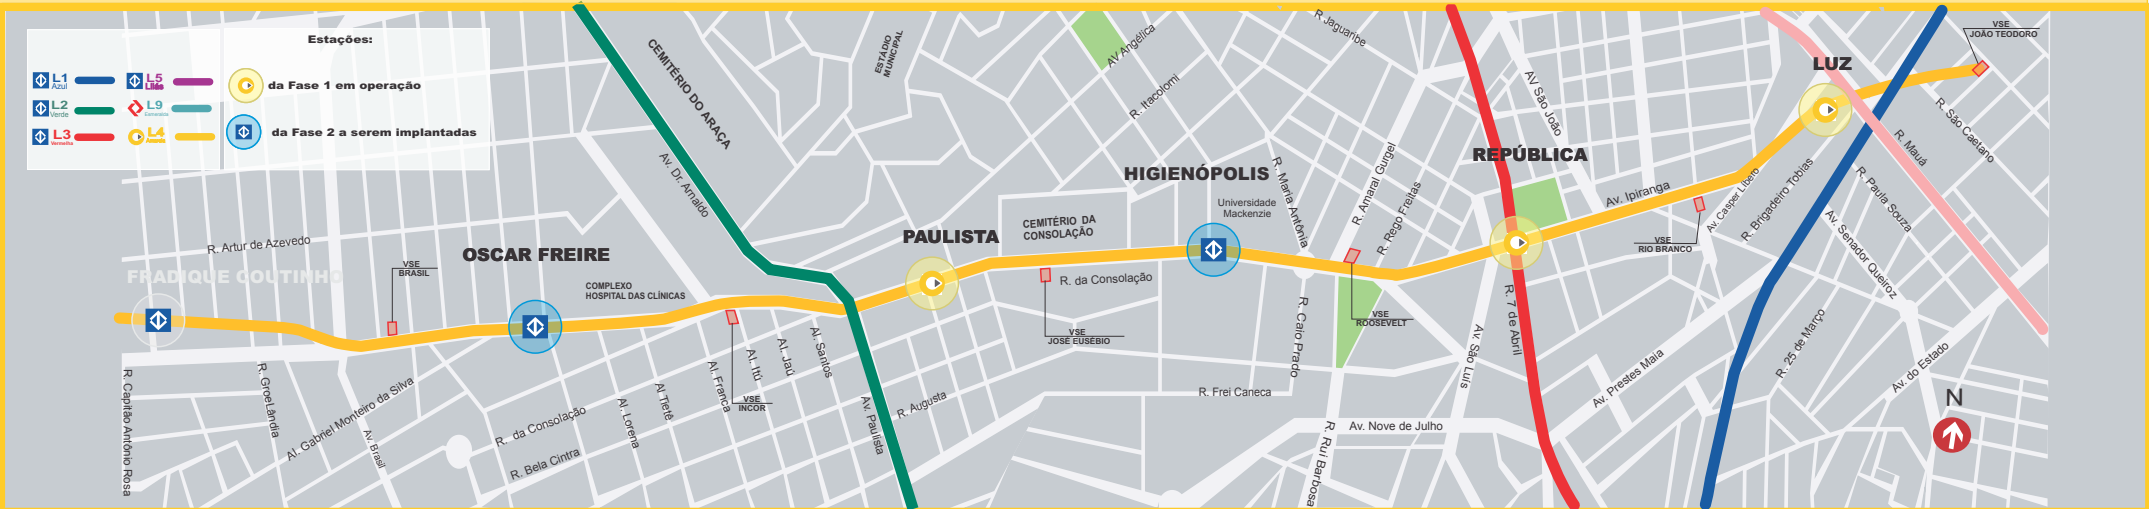 Estações:
L1
Azul
L5
Lilás
da Fase 1 em operação
L2
Verde
L9
Esmeralda
L3
Vermelha
L4
Amarela
da Fase 2 a serem implantadas
CEMITÉRIO DO ARAÇA
ESTÁDIO
MUNICIPAL
AV Angélica
R. Itacolomi
R Jaguaribe
AV São João
VSE
JOÃO TEODORO
LUZ
R. São Caetano
R. Mauá
R. Paula Souza
Av. Senador Queiroz
R. Brigadeiro Tobias
Av. Casper Líbero
REPÚBLICA
Av. Ipiranga
VSE
RIO BRANCO
R. Amaral Gurgel
R. Rego Freitas
R. Maria Antônia
HIGIENÓPOLIS
Universidade
Mackenzie
CEMITÉRIO DA
CONSOLAÇÃO
PAULISTA
Av. Dr. Arnaldo
R. Artur de Azevedo
FRADIQUE COUTINHO
VSE
BRASIL
OSCAR FREIRE
COMPLEXO
HOSPITAL DAS CLÍNICAS
R. da Consolação
VSE
JOSÉ EUSÉBIO
VSE
ROOSEVELT
R. Caio Prado
R. 7 de Abril
Av. São Luís
Av. Prestes Maia
R. 25 de Março
Av. do Estado
N
R. Capitão Antônio Rosa
R. GroeLândia
Al. Gabriel Monteiro da Silva
Av. Brasil
R. da Consolação
R. Bela Cintra
Al. Lorena
Al Tietê
Al. Franca
Al. Itú
Al. Jaú
Al. Santos
VSE
INCOR
Av. Paulista
R. Augusta
R. Frei Caneca
Av. Nove de Julho
R. Rui Barbosa